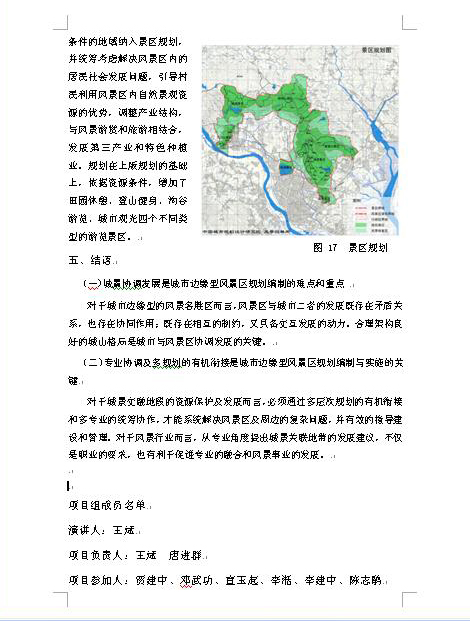 条件的地域纳入景区规划，
并统筹考虑解决风景区内的
居民社会发展问题，引导村
民利用风景区内自然景观资
源的优势，调整产业结构，
与风景游赏和旅游相结合，
发展第三产业和特色种植
业。规划在上版规划的基础
上，依据资源条件，增加了
田园休憩、登山健身、沟谷
游览、城市观光四个不同类
型的游览景区。
景区规划图
图 17 景区规划
五、结语
（一）城景协调发展是城市边缘型风景区规划编制的难点和重点
对于城市边缘型的风景名胜区而言，风景区与城市二者的发展既存在矛盾关
系，也存在协同作用；既存在相互的制约，又具备交互发展的动力。合理架构良
好的城山格局是城市与风景区协调发展的关键。
（二）专业协调及多规划的有机衔接是城市边缘型风景区规划编制与实施的关
键
对于城景交融地段的资源保护及发展而言，必须通过多层次规划的有机衔接
和多专业的统筹协作，才能系统解决风景区及周边的复杂问题，并有效的指导建
设和管理。对于风景行业而言，从专业角度提出城景关联地带的发展建议，不仅
是职业的要求，也有利于促进专业的融合和风景事业的发展。
项目组成员名单
演讲人：王斌
项目负责人：王斌 唐进群
项目参加人：贾建中、邓武功、宣玉起、李泽、李建中、陈志鹃